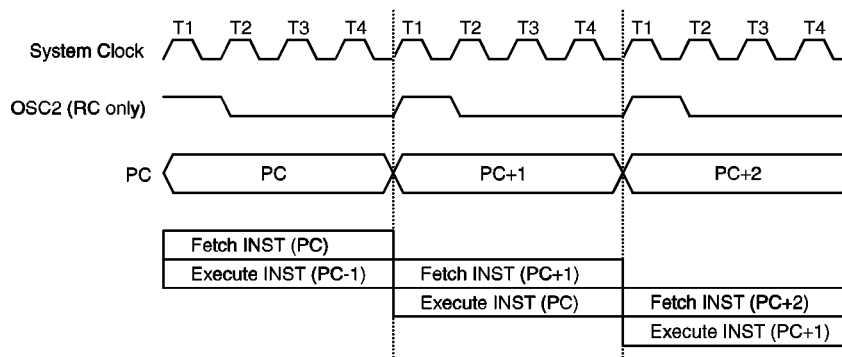 T1 T2 T3 T4 T1 T2 T3 T4 T1 T2 T3 T4
System Clock
OSC2 (RC only)
PC PC PC+1 PC+2
Fetch INST (PC)
Execute INST (PC-1) Fetch INST (PC+1)
Execute INST (PC) Fetch INST (PC+2)
Execute INST (PC+1)